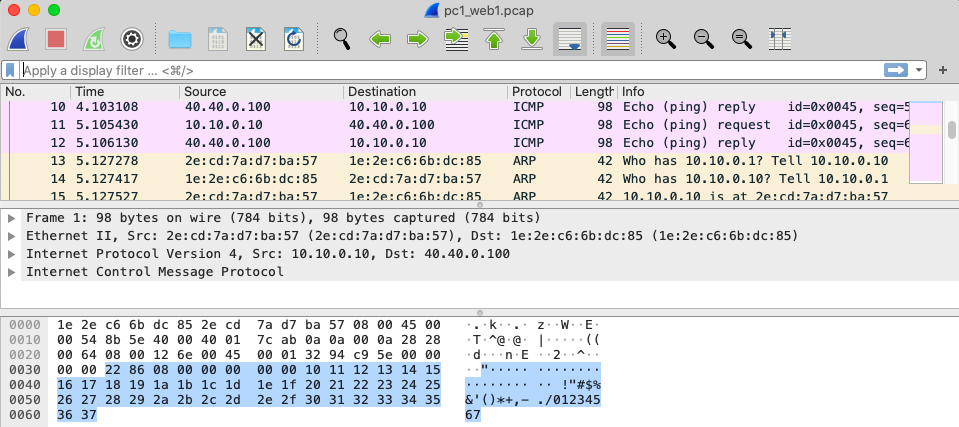 pc1_web1.pcap
Apply a display filter ... <⌘/>
No. Time Source Destination Protocol Length Info
10 4.103108 40.40.0.100 10.10.0.10 ICMP 98 Echo (ping) reply id=0x0045, seq=5
11 5.105430 10.10.0.10 40.40.0.100 ICMP 98 Echo (ping) request id=0x0045, seq=6
12 5.106130 40.40.0.100 10.10.0.10 ICMP 98 Echo (ping) reply id=0x0045, seq=6
13 5.127278 2e:cd:7a:d7:ba:57 1e:2e:c6:6b:dc:85 ARP 42 Who has 10.10.0.1? Tell 10.10.0.10
14 5.127417 1e:2e:c6:6b:dc:85 2e:cd:7a:d7:ba:57 ARP 42 Who has 10.10.0.10? Tell 10.10.0.1
15 5.127527 2e:cd:7a:d7:ba:57 1e:2e:c6:6b:dc:85 ARP 42 10.10.0.10 is at 2e:cd:7a:d7:ba:57
Frame 1: 98 bytes on wire (784 bits), 98 bytes captured (784 bits)
Ethernet II, Src: 2e:cd:7a:d7:ba:57 (2e:cd:7a:d7:ba:57), Dst: 1e:2e:c6:6b:dc:85 (1e:2e:c6:6b:dc:85)
Internet Protocol Version 4, Src: 10.10.0.10, Dst: 40.40.0.100
Internet Control Message Protocol
0000 1e 2e c6 6b dc 85 2e cd 7a d7 ba 57 08 00 45 00 ·.·k··.· z··W··E·
0010 00 54 8b 5e 40 00 40 01 7c ab 0a 0a 00 0a 28 28 ·T·^@·@· |·····((
0020 00 64 08 00 12 6e 00 45 00 01 32 94 c9 5e 00 00 ·d···n·E ··2··^··
0030 00 00 22 86 08 00 00 00 00 00 10 11 12 13 14 15 ··"····· ········
0040 16 17 18 19 1a 1b 1c 1d 1e 1f 20 21 22 23 24 25 ········ ·· !"#$%
0050 26 27 28 29 2a 2b 2c 2d 2e 2f 30 31 32 33 34 35 &'()*+,- ./012345
0060 36 37 67